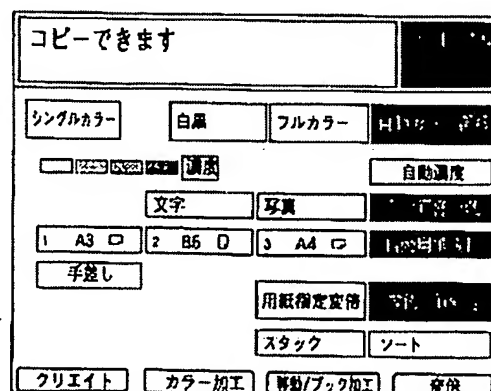 コピーできます
シングルカラー 白黒 フルカラー
濃度 自動濃度
文字 写真
1 A3 2 B5 3 A4
手差し
用紙指定変倍
スタック ソート
クリエイト カラー加工 移動/ブック加工 変倍